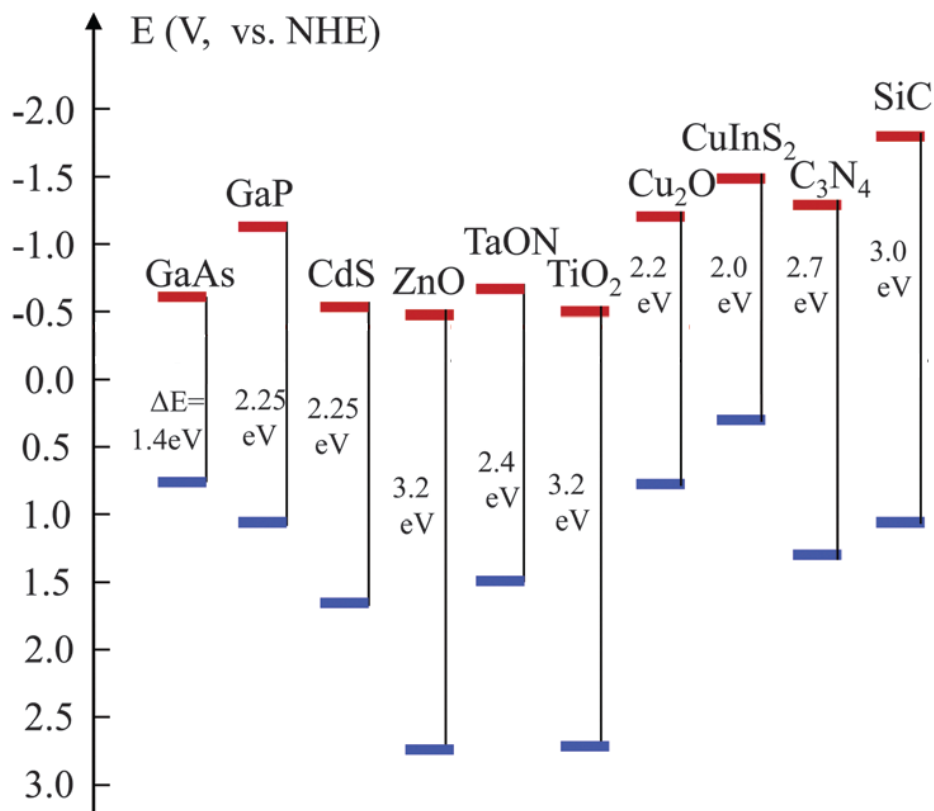 E (V, vs. NHE)
-2.0
-1.5
-1.0
-0.5
0.0
0.5
1.0
1.5
2.0
2.5
3.0
GaAs
ΔE=
1.4eV
GaP
2.25
eV
CdS
2.25
eV
ZnO
3.2
eV
TaON
2.4
eV
TiO₂
3.2
eV
Cu₂O
2.2
eV
CuInS₂
2.0
eV
C₃N₄
2.7
eV
SiC
3.0
eV